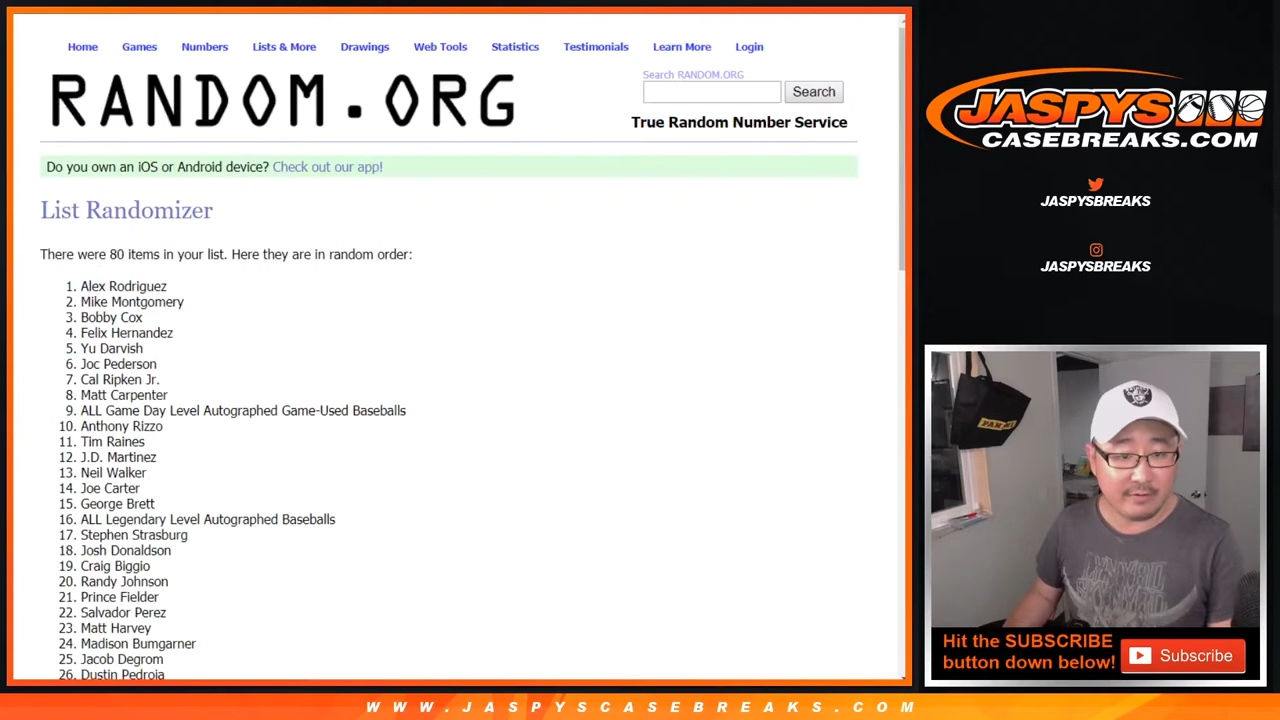 Home Games Numbers Lists & More Drawings Web Tools Statistics Testimonials Learn More Login
RANDOM.ORG
Search RANDOM.ORG
Search
True Random Number Service
Do you own an iOS or Android device? Check out our app!
List Randomizer
There were 80 items in your list. Here they are in random order:
1. Alex Rodriguez
2. Mike Montgomery
3. Bobby Cox
4. Felix Hernandez
5. Yu Darvish
6. Joc Pederson
7. Cal Ripken Jr.
8. Matt Carpenter
9. ALL Game Day Level Autographed Game-Used Baseballs
10. Anthony Rizzo
11. Tim Raines
12. J.D. Martinez
13. Neil Walker
14. Joe Carter
15. George Brett
16. ALL Legendary Level Autographed Baseballs
17. Stephen Strasburg
18. Josh Donaldson
19. Craig Biggio
20. Randy Johnson
21. Prince Fielder
22. Salvador Perez
23. Matt Harvey
24. Madison Bumgarner
25. Jacob Degrom
26. Dustin Pedroia
JASPYS
CASEBREAKS.COM
JASPYSBREAKS
JASPYSBREAKS
Hit the SUBSCRIBE
button down below!
Subscribe
WWW.JASPYSCASEBREAKS.COM